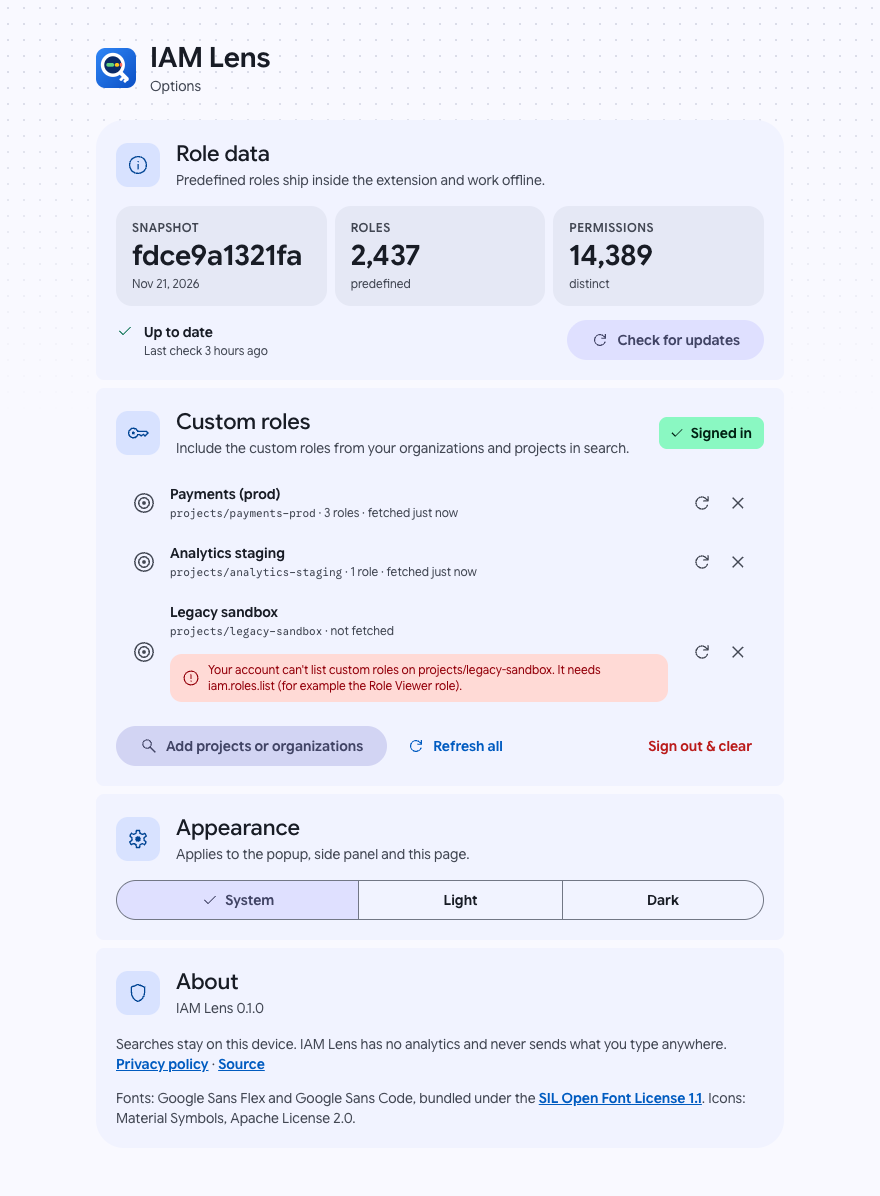 IAM Lens
Options
Role data
Predefined roles ship inside the extension and work offline.
SNAPSHOT
fdce9a1321fa
Nov 21, 2026
ROLES
2,437
predefined
PERMISSIONS
14,389
distinct
Up to date
Last check 3 hours ago
Check for updates
Custom roles
Include the custom roles from your organizations and projects in search.
Signed in
Payments (prod)
projects/payments-prod · 3 roles · fetched just now
Analytics staging
projects/analytics-staging · 1 role · fetched just now
Legacy sandbox
projects/legacy-sandbox · not fetched
Your account can't list custom roles on projects/legacy-sandbox. It needs
iam.roles.list (for example the Role Viewer role).
Add projects or organizations
Refresh all
Sign out & clear
Appearance
Applies to the popup, side panel and this page.
System
Light
Dark
About
IAM Lens 0.1.0
Searches stay on this device. IAM Lens has no analytics and never sends what you type anywhere.
Privacy policy · Source
Fonts: Google Sans Flex and Google Sans Code, bundled under the SIL Open Font License 1.1. Icons:
Material Symbols, Apache License 2.0.